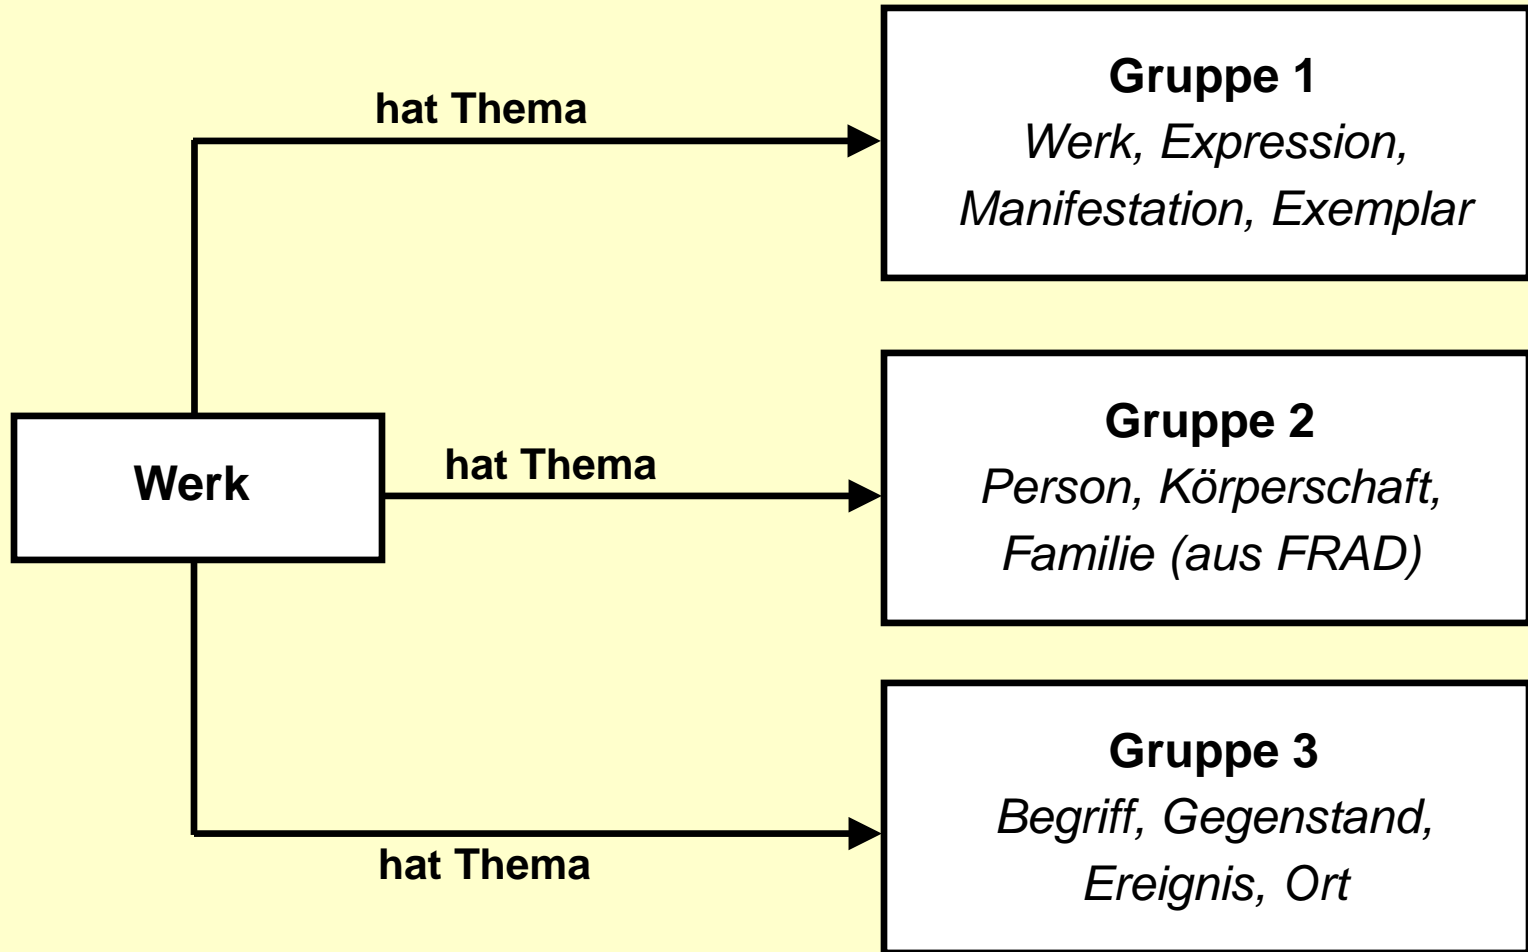 hat Thema
Gruppe 1
Werk, Expression,
Manifestation, Exemplar
Werk
hat Thema
Gruppe 2
Person, Körperschaft,
Familie (aus FRAD)
hat Thema
Gruppe 3
Begriff, Gegenstand,
Ereignis, Ort